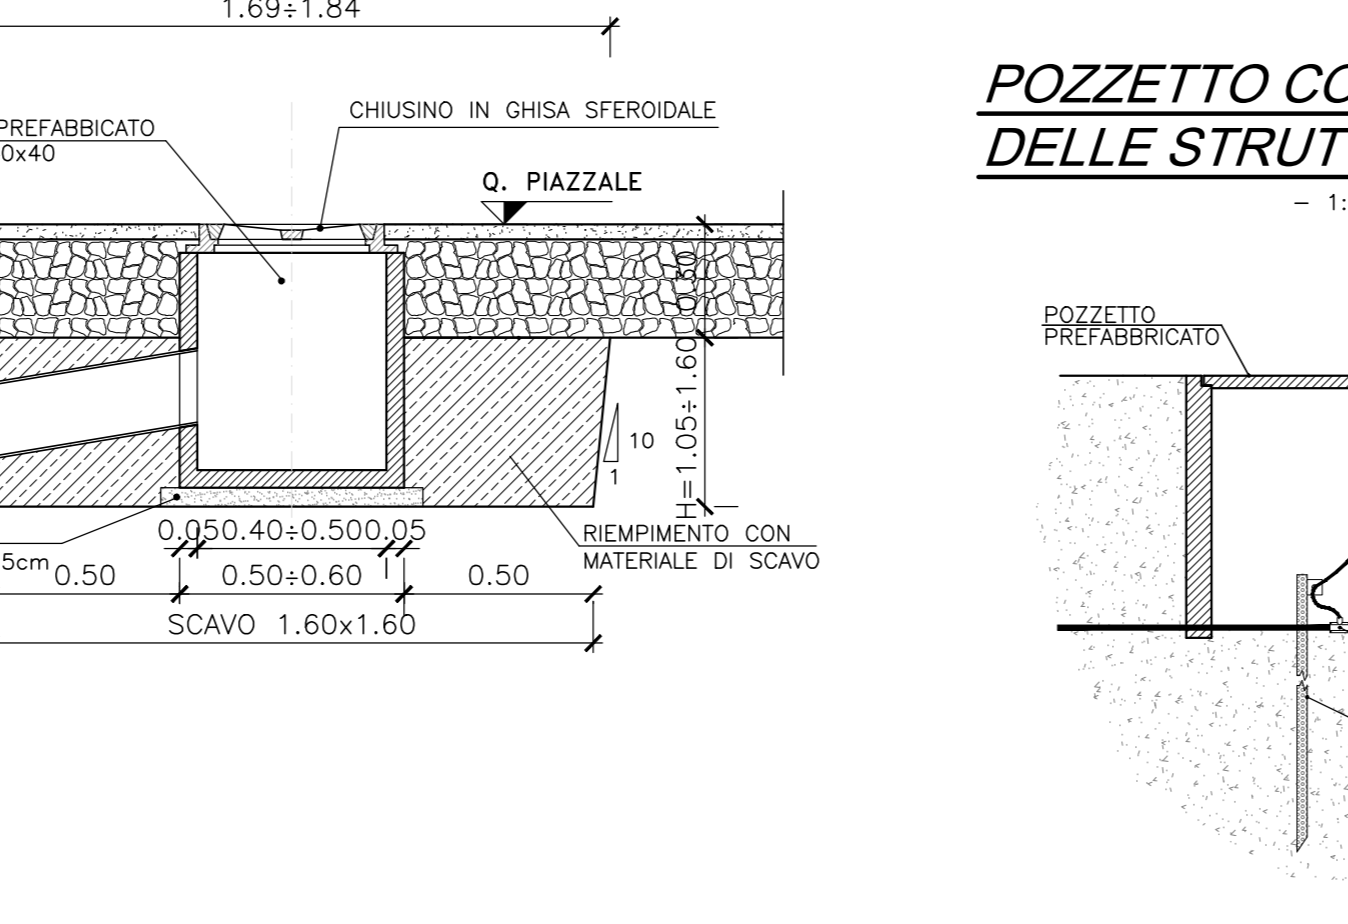 1.69÷1.84
CHIUSINO IN GHISA SFEROIDALE
PREFABBICATO
0x40
Q. PIAZZALE
0.30
H=1.05÷1.60
10
1
RIEMPIMENTO CON
MATERIALE DI SCAVO
0.05 0.40÷0.50 0.05
5cm
0.50
0.50÷0.60
0.50
SCAVO 1.60x1.60
POZZETTO CO
DELLE STRUT
– 1:
POZZETTO
PREFABBRICATO